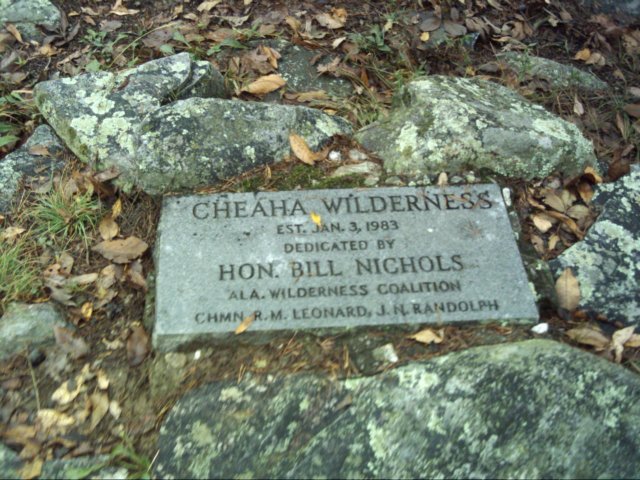 CHEAHA WILDERNESS
EST. JAN. 3, 1983
DEDICATED BY
HON. BILL NICHOLS
ALA. WILDERNESS COALITION
CHMN. R.M. LEONARD, J.N. RANDOLPH